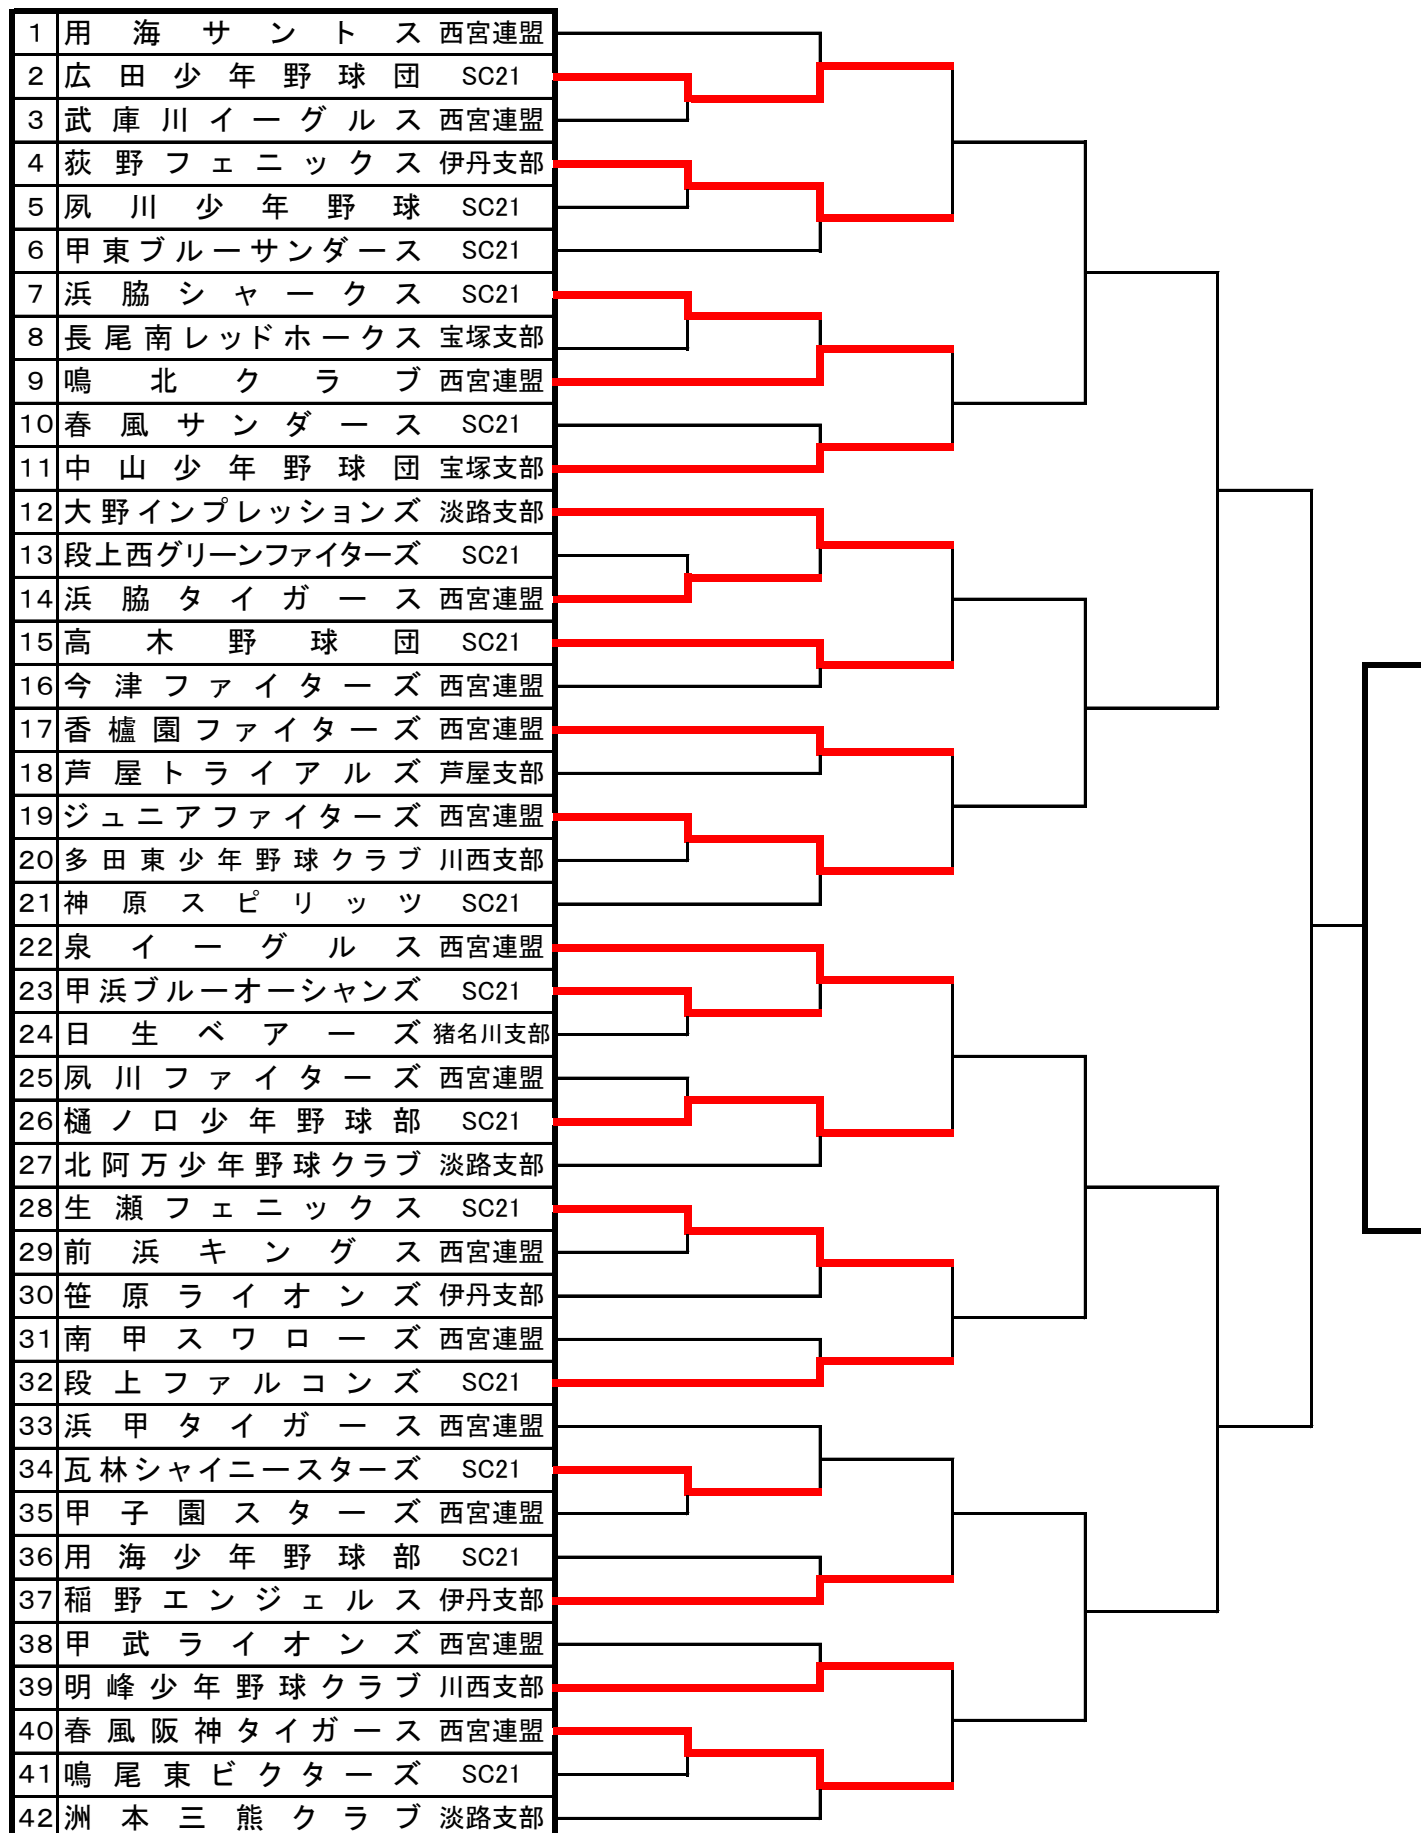 1 用海サントス 西宮連盟
2 広田少年野球団 SC21
3 武庫川イーグルス 西宮連盟
4 荻野フェニックス 伊丹支部
5 夙川少年野球 SC21
6 甲東ブルーサンダース SC21
7 浜脇シャークス SC21
8 長尾南レッドホークス 宝塚支部
9 鳴北クラブ 西宮連盟
10 春風サンダース SC21
11 中山少年野球団 宝塚支部
12 大野インプレッションズ 淡路支部
13 段上西グリーンファイターズ SC21
14 浜脇タイガース 西宮連盟
15 高木野球団 SC21
16 今津ファイターズ 西宮連盟
17 香櫨園ファイターズ 西宮連盟
18 芦屋トライアルズ 芦屋支部
19 ジュニアファイターズ 西宮連盟
20 多田東少年野球クラブ 川西支部
21 神原スピリッツ SC21
22 泉イーグルス 西宮連盟
23 甲浜ブルーオーシャンズ SC21
24 日生ベアーズ 猪名川支部
25 夙川ファイターズ 西宮連盟
26 樋ノ口少年野球部 SC21
27 北阿万少年野球クラブ 淡路支部
28 生瀬フェニックス SC21
29 前浜キングス 西宮連盟
30 笹原ライオンズ 伊丹支部
31 南甲スワローズ 西宮連盟
32 段上ファルコンズ SC21
33 浜甲タイガース 西宮連盟
34 瓦林シャイニースターズ SC21
35 甲子園スターズ 西宮連盟
36 用海少年野球部 SC21
37 稲野エンジェルス 伊丹支部
38 甲武ライオンズ 西宮連盟
39 明峰少年野球クラブ 川西支部
40 春風阪神タイガース 西宮連盟
41 鳴尾東ビクターズ SC21
42 洲本三熊クラブ 淡路支部